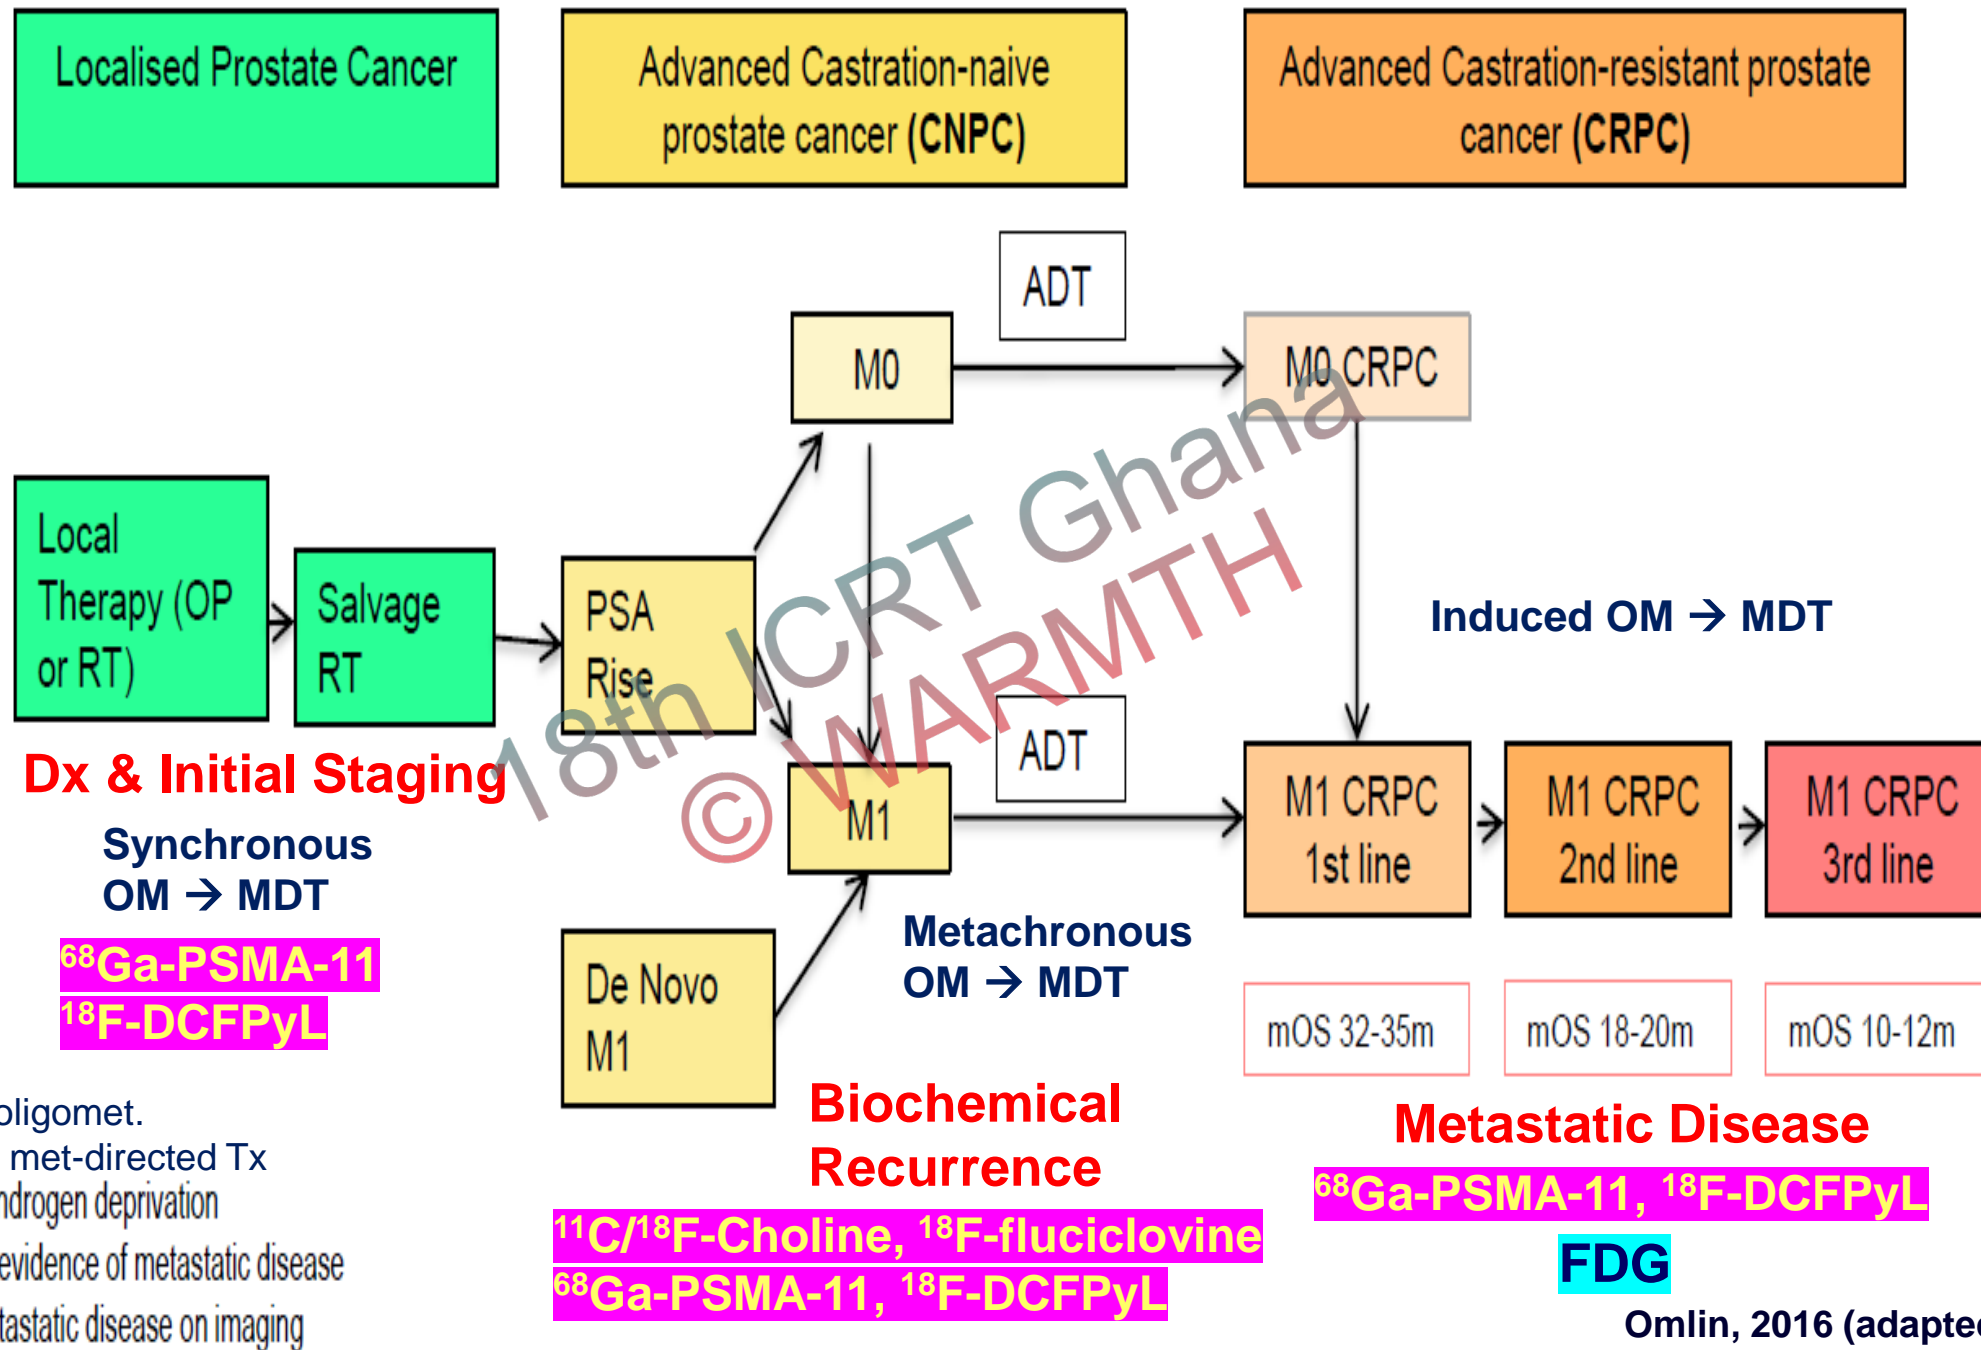 Localised Prostate Cancer
Advanced Castration-naive
prostate cancer (CNPC)
Advanced Castration-resistant prostate
cancer (CRPC)
ADT
M0
M0 CRPC
Local
Therapy (OP
or RT)
Salvage
RT
PSA
Rise
Induced OM → MDT
ADT
M1
M1 CRPC
1st line
M1 CRPC
2nd line
M1 CRPC
3rd line
Dx & Initial Staging
Synchronous
OM → MDT
⁶⁸Ga-PSMA-11
¹⁸F-DCFPyL
De Novo
M1
Metachronous
OM → MDT
mOS 32-35m
mOS 18-20m
mOS 10-12m
oligomet.
met-directed Tx
ndrogen deprivation
evidence of metastatic disease
tastatic disease on imaging
Biochemical
Recurrence
¹¹C/¹⁸F-Choline, ¹⁸F-fluciclovine
⁶⁸Ga-PSMA-11, ¹⁸F-DCFPyL
Metastatic Disease
⁶⁸Ga-PSMA-11, ¹⁸F-DCFPyL
FDG
Omlin, 2016 (adapted
18th ICRT Ghana
© WARMTH